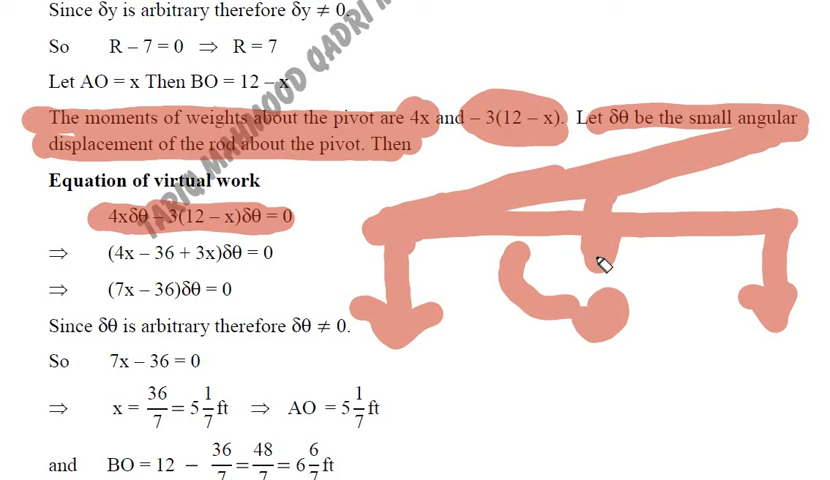 Since δy is arbitrary therefore δy ≠ 0.
So R – 7 = 0 ⇒ R = 7
Let AO = x Then BO = 12 – x
The moments of weights about the pivot are 4x and – 3(12 – x). Let δθ be the small angular
displacement of the rod about the pivot. Then
Equation of virtual work
4xδθ – 3(12 – x)δθ = 0
⇒ (4x – 36 + 3x)δθ = 0
⇒ (7x – 36)δθ = 0
Since δθ is arbitrary therefore δθ ≠ 0.
So 7x – 36 = 0
⇒ x = 36/7 = 5 1/7 ft ⇒ AO = 5 1/7 ft
and BO = 12 – 36/7 = 48/7 = 6 6/7 ft
TARIQ MAHMOOD QADRI